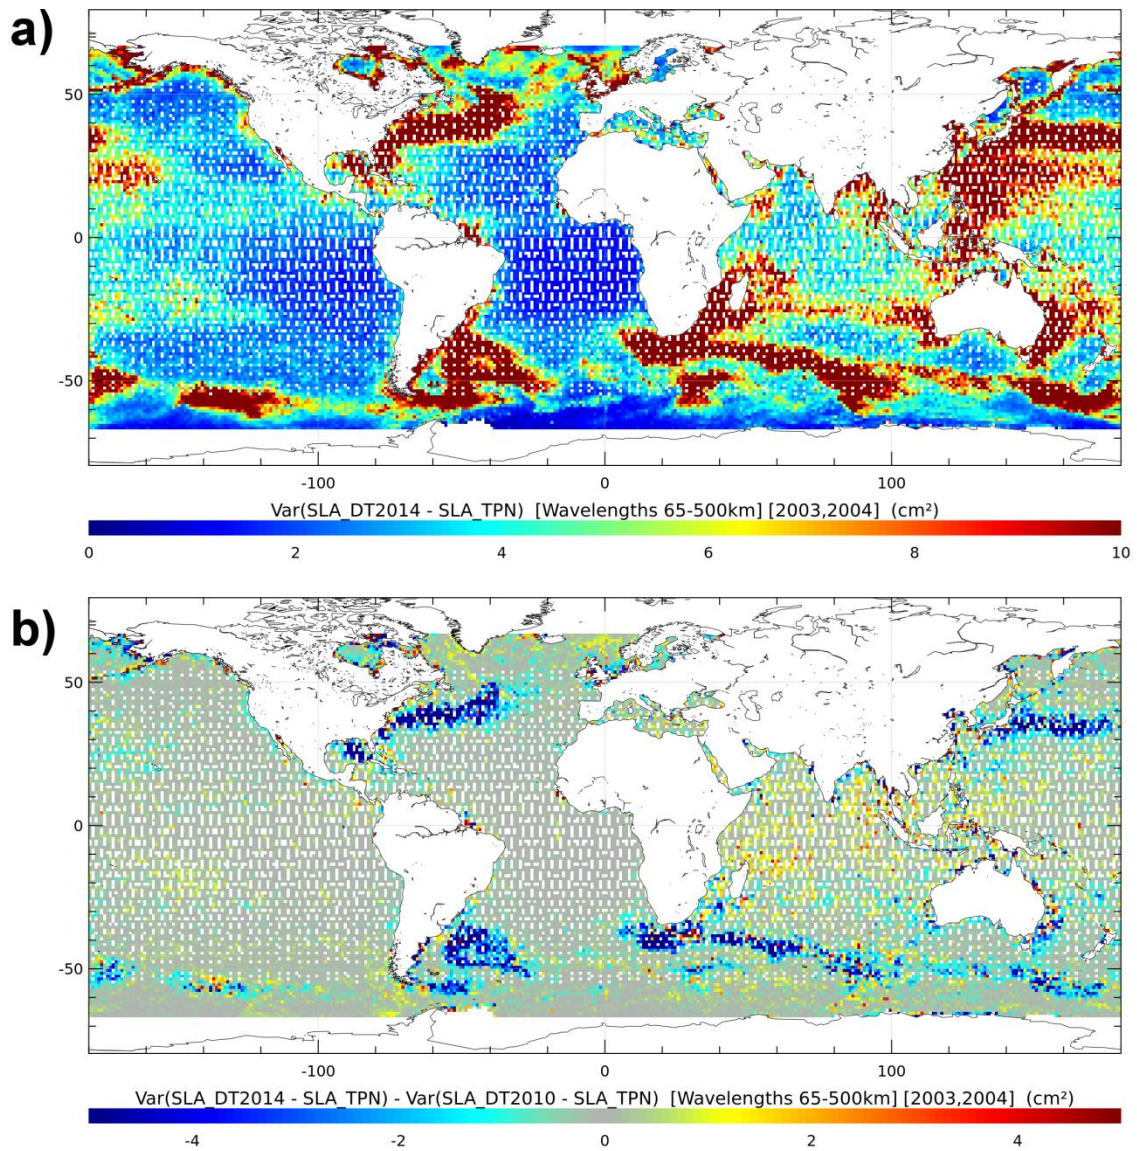 a)
50
0
-50
-100 0 100
Var(SLA_DT2014 - SLA_TPN) [Wavelengths 65-500km] [2003,2004] (cm²)
0 2 4 6 8 10
b)
50
0
-50
-100 0 100
Var(SLA_DT2014 - SLA_TPN) - Var(SLA_DT2010 - SLA_TPN) [Wavelengths 65-500km] [2003,2004] (cm²)
-4 -2 0 2 4